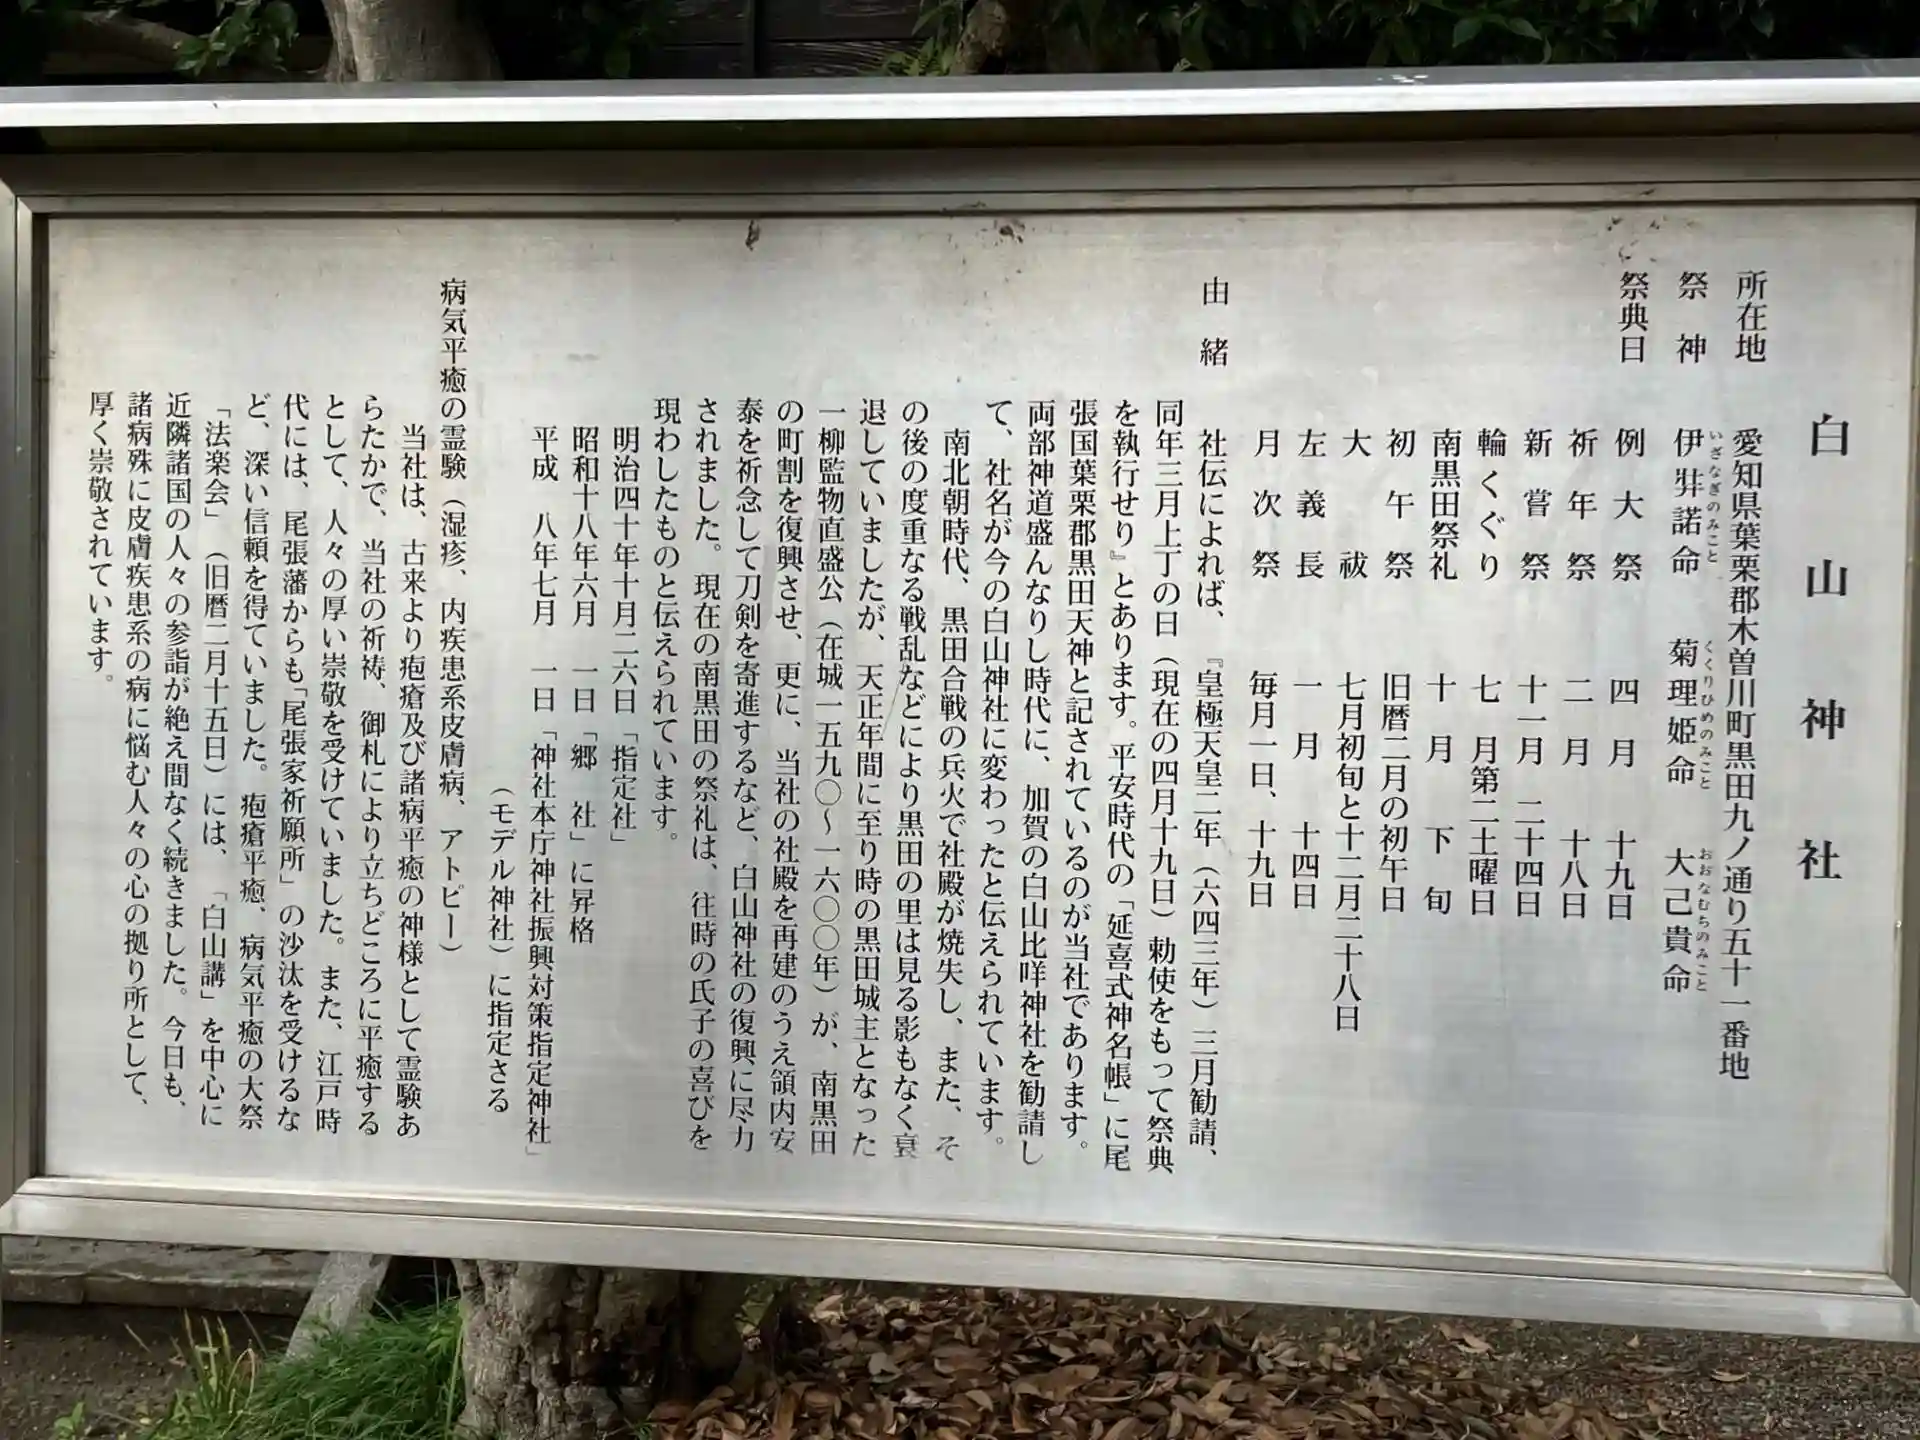 白山神社
所在地　愛知県葉栗郡木曽川町黒田九ノ通り五十一番地
祭神　伊弉諾命　菊理姫命　大己貴命
いざなぎのみこと　くくりひめのみこと　おおなむちのみこと
祭典日　例大祭　四月　十九日
祈年祭　二月　十八日
新嘗祭　十一月　二十四日
輪くぐり　七月第二土曜日
南黒田祭礼　十月　下旬
初午祭　旧暦二月の初午日
大祓　七月初旬と十二月二十八日
左義長　一月　十四日
月次祭　毎月一日、十九日
由緒　社伝によれば、『皇極天皇二年（六四三年）三月勧請、
同年三月上丁の日（現在の四月十九日）勅使をもって祭典
を執行せり』とあります。平安時代の「延喜式神名帳」に尾
張国葉栗郡黒田天神と記されているのが当社であります。
両部神道盛んなりし時代に、加賀の白山比咩神社を勧請し
て、社名が今の白山神社に変わったと伝えられています。
南北朝時代、黒田合戦の兵火で社殿が焼失し、また、そ
の後の度重なる戦乱などにより黒田の里は見る影もなく衰
退していましたが、天正年間に至り時の黒田城主となった
一柳監物直盛公（在城一五九〇～一六〇〇年）が、南黒田
の町割を復興させ、更に、当社の社殿を再建のうえ領内安
泰を祈念して刀剣を寄進するなど、白山神社の復興に尽力
されました。現在の南黒田の祭礼は、往時の氏子の喜びを
現わしたものと伝えられています。
明治四十年十月二六日「指定社」
昭和十八年六月　一日「郷　社」に昇格
平成　八年七月　一日「神社本庁神社振興対策指定神社」
（モデル神社）に指定さる
病気平癒の霊験（湿疹、内疾患系皮膚病、アトピー）
当社は、古来より疱瘡及び諸病平癒の神様として霊験あ
らたかで、当社の祈祷、御札により立ちどころに平癒する
として、人々の厚い崇敬を受けていました。また、江戸時
代には、尾張藩からも「尾張家祈願所」の沙汰を受けるな
ど、深い信頼を得ていました。疱瘡平癒、病気平癒の大祭
「法楽会」（旧暦二月十五日）には、「白山講」を中心に
近隣諸国の人々の参詣が絶え間なく続きました。今日も、
諸病殊に皮膚疾患系の病に悩む人々の心の拠り所として、
厚く崇敬されています。